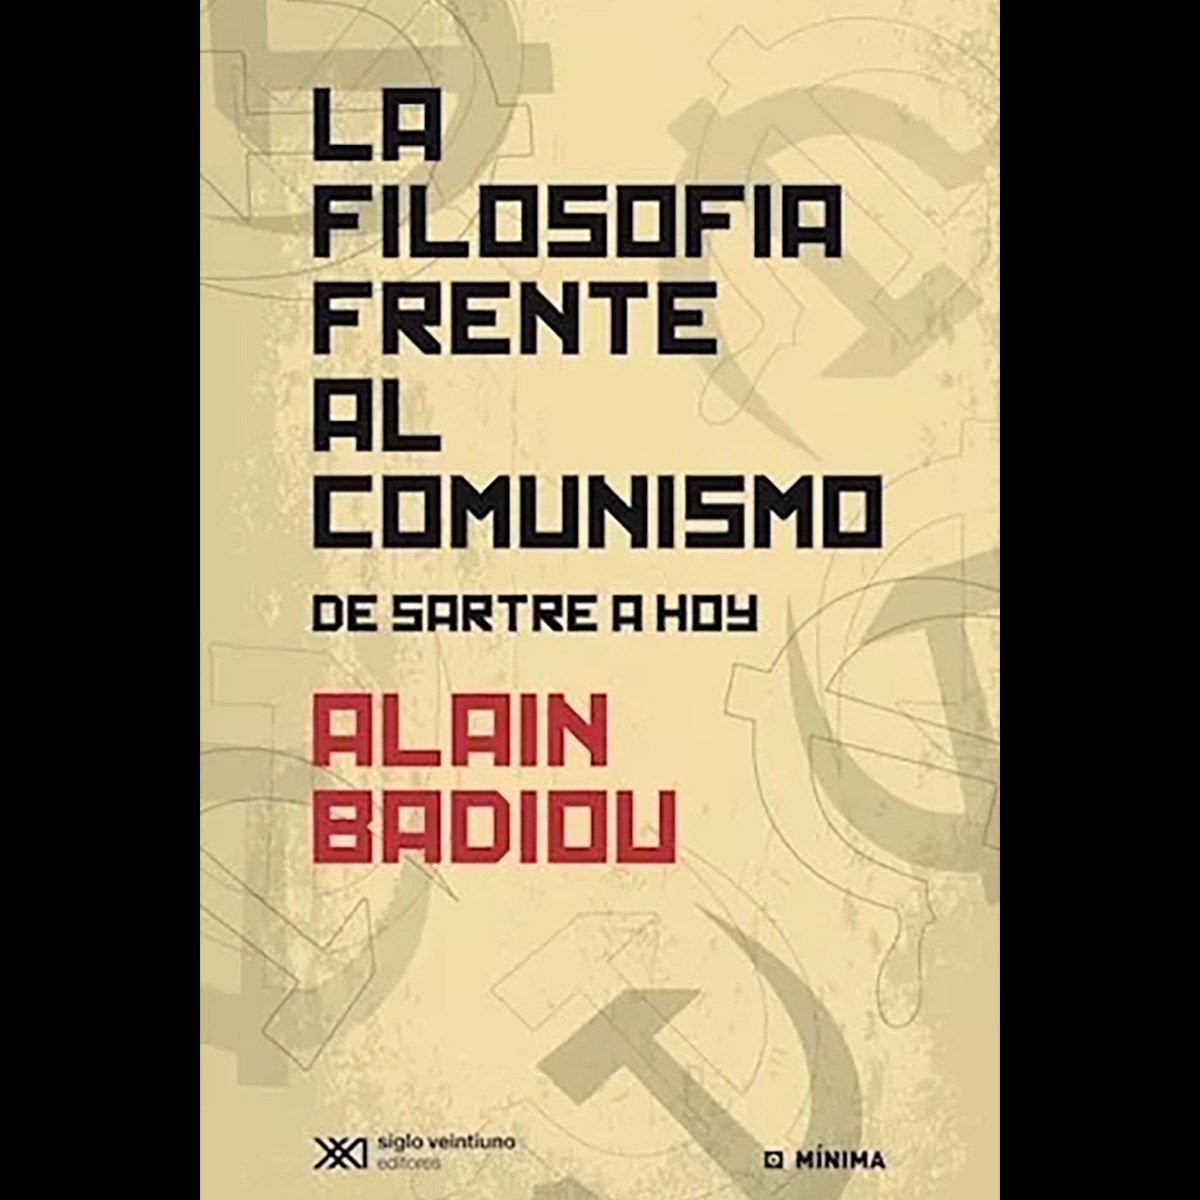 LA
FILOSOFIA
FRENTE
AL
COMUNISMO
DE SARTRE A HOY
ALAIN
BADIOU
siglo veintiuno
editores
MÍNIMA